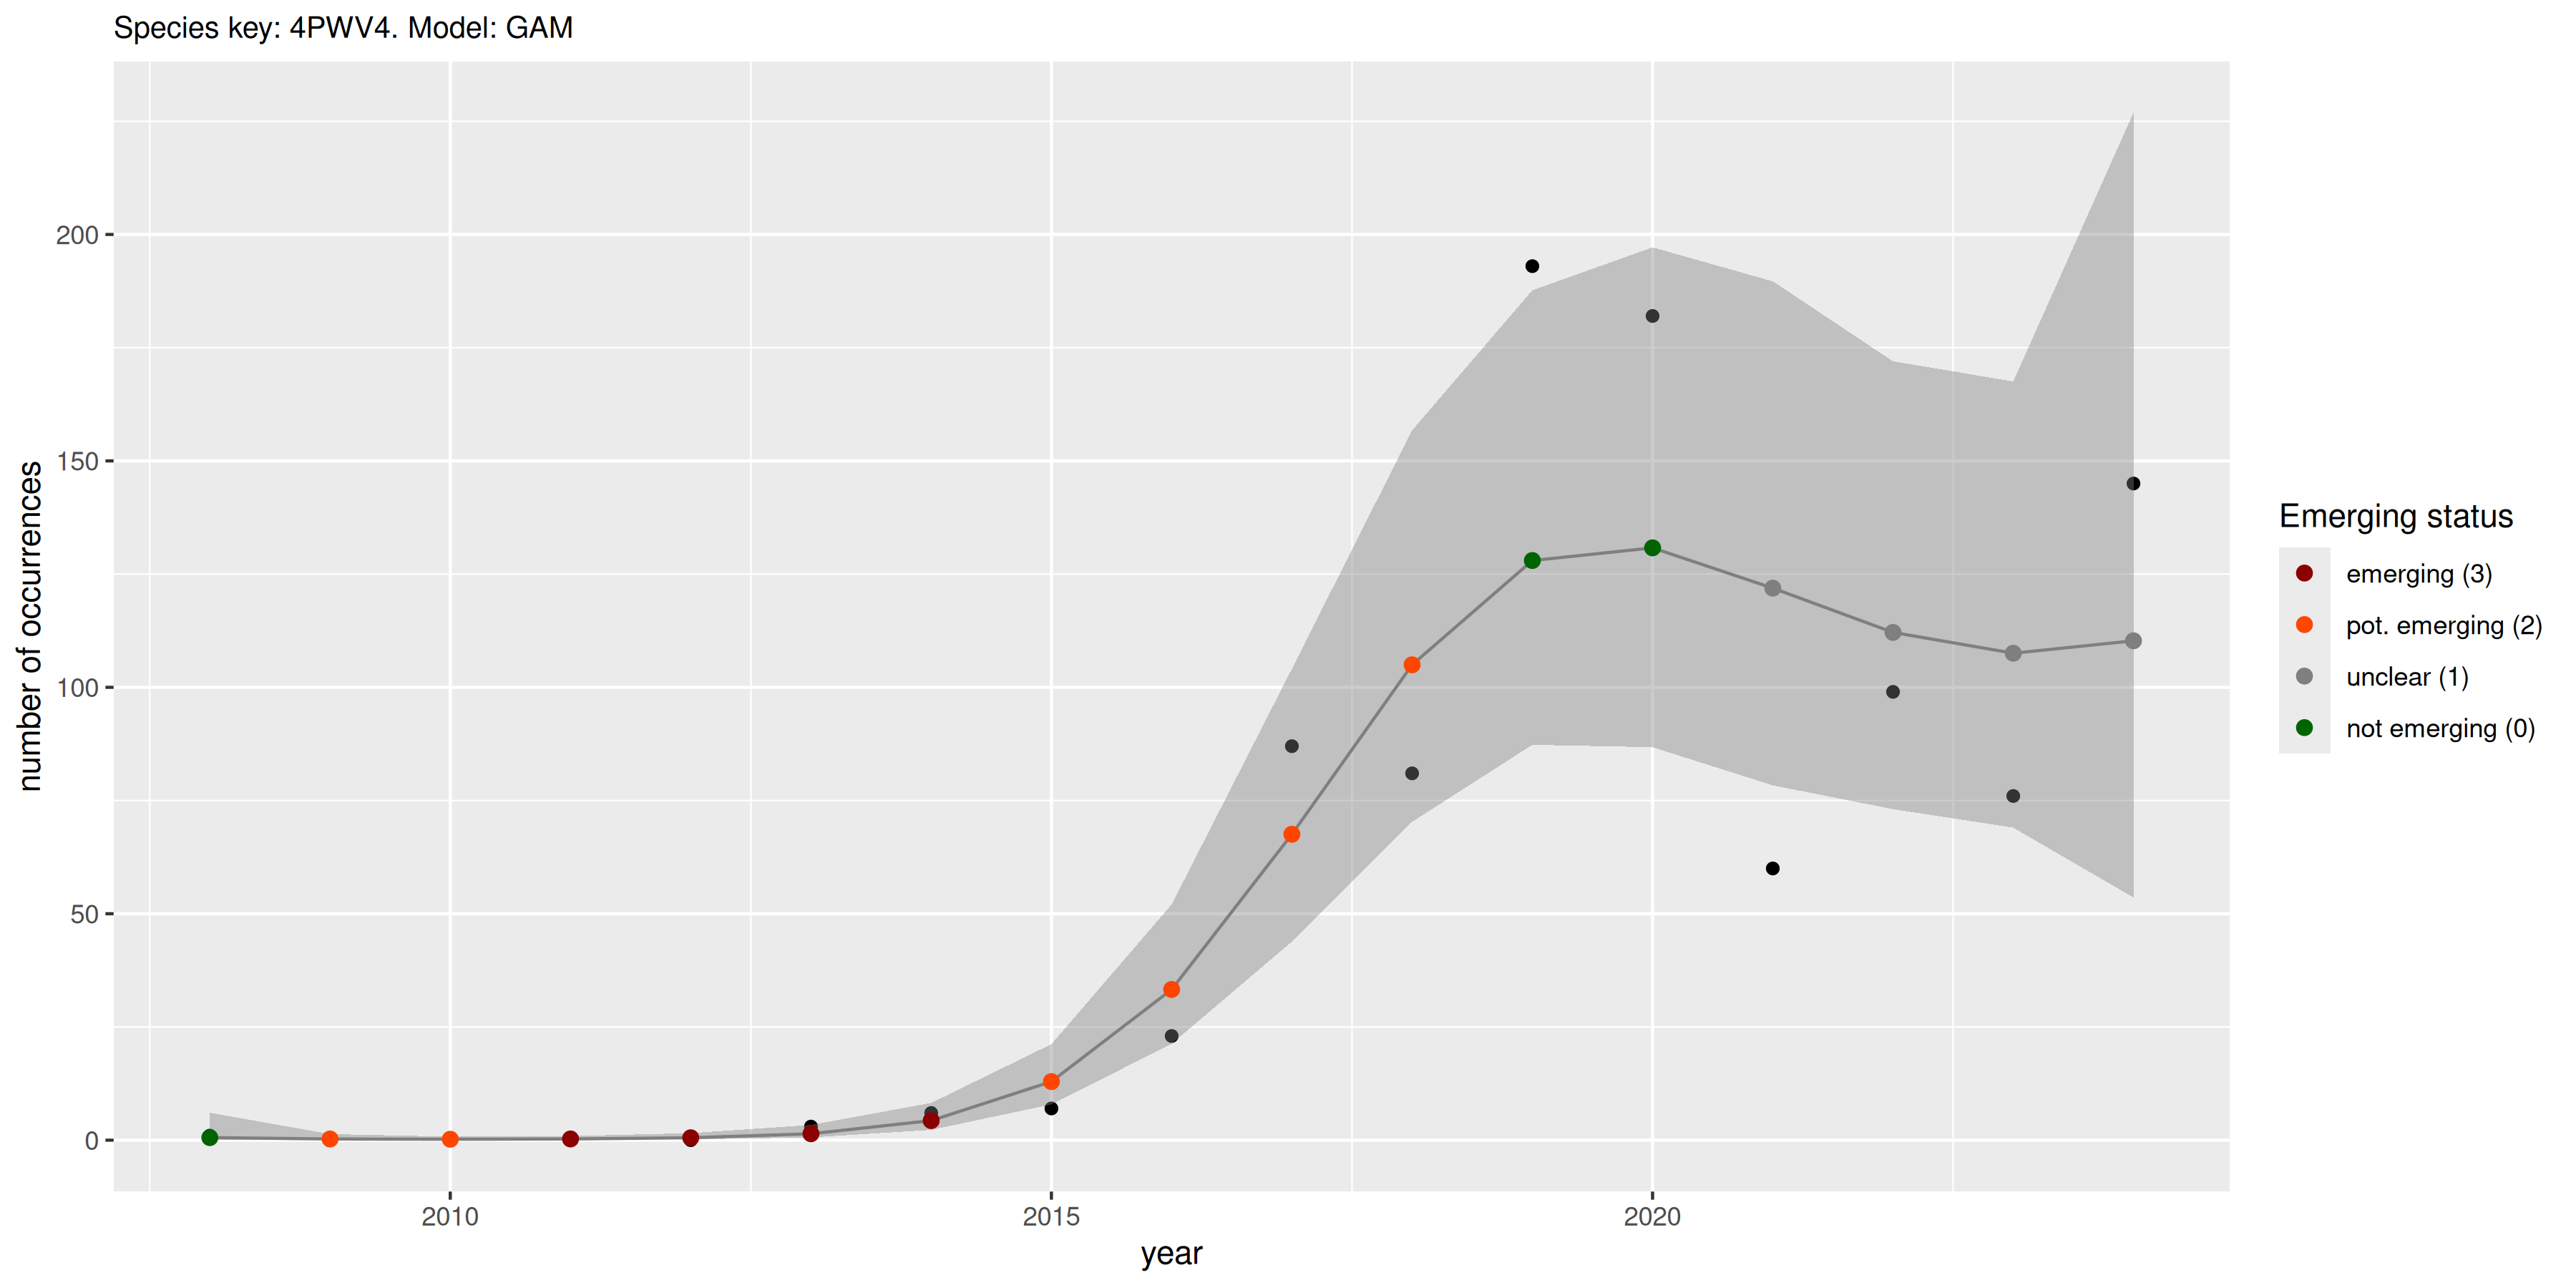 Species key: 4PWV4. Model: GAM
number of occurrences
200
150
100
50
0
2010
2015
2020
year
Emerging status
emerging (3)
pot. emerging (2)
unclear (1)
not emerging (0)